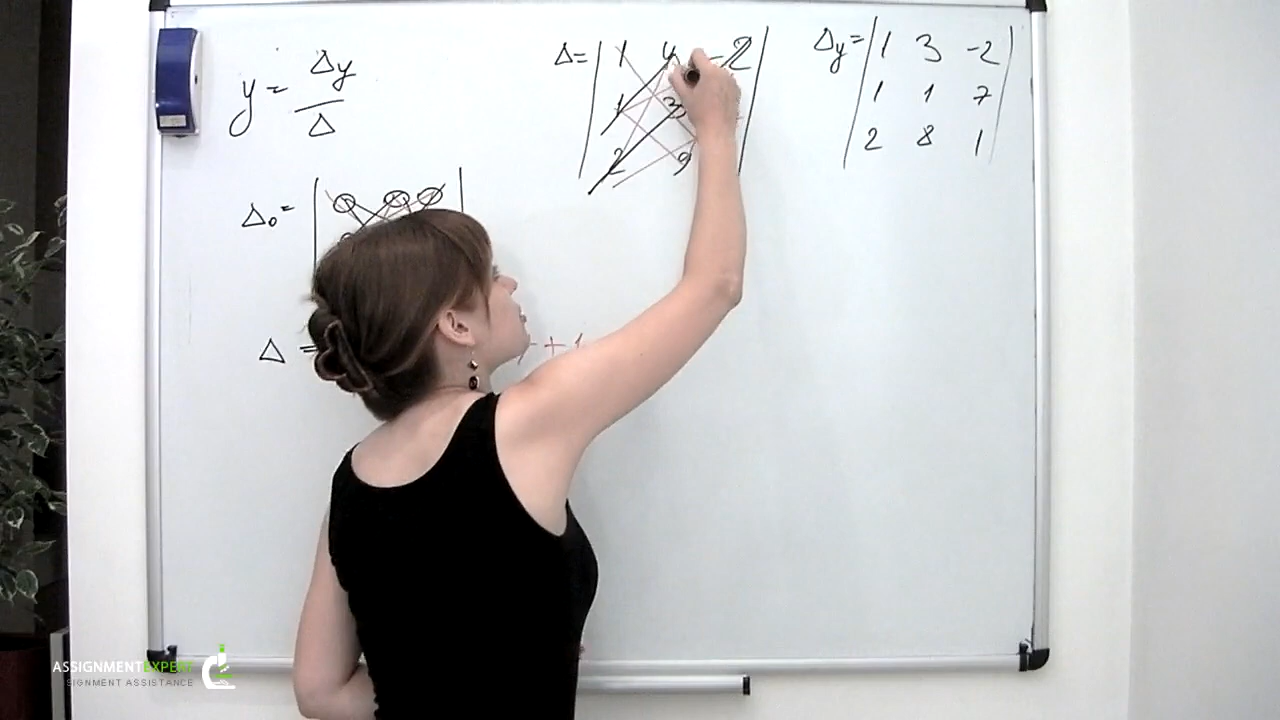 y = Δy / Δ
Δ = | 1 4 -2 |
1 3
2 9
Δy = | 1 3 -2 |
1 1 7
2 8 1
Δ₀ =
Δ =
+ 1
ASSIGNMENTEXPERT
SIGNMENT ASSISTANCE